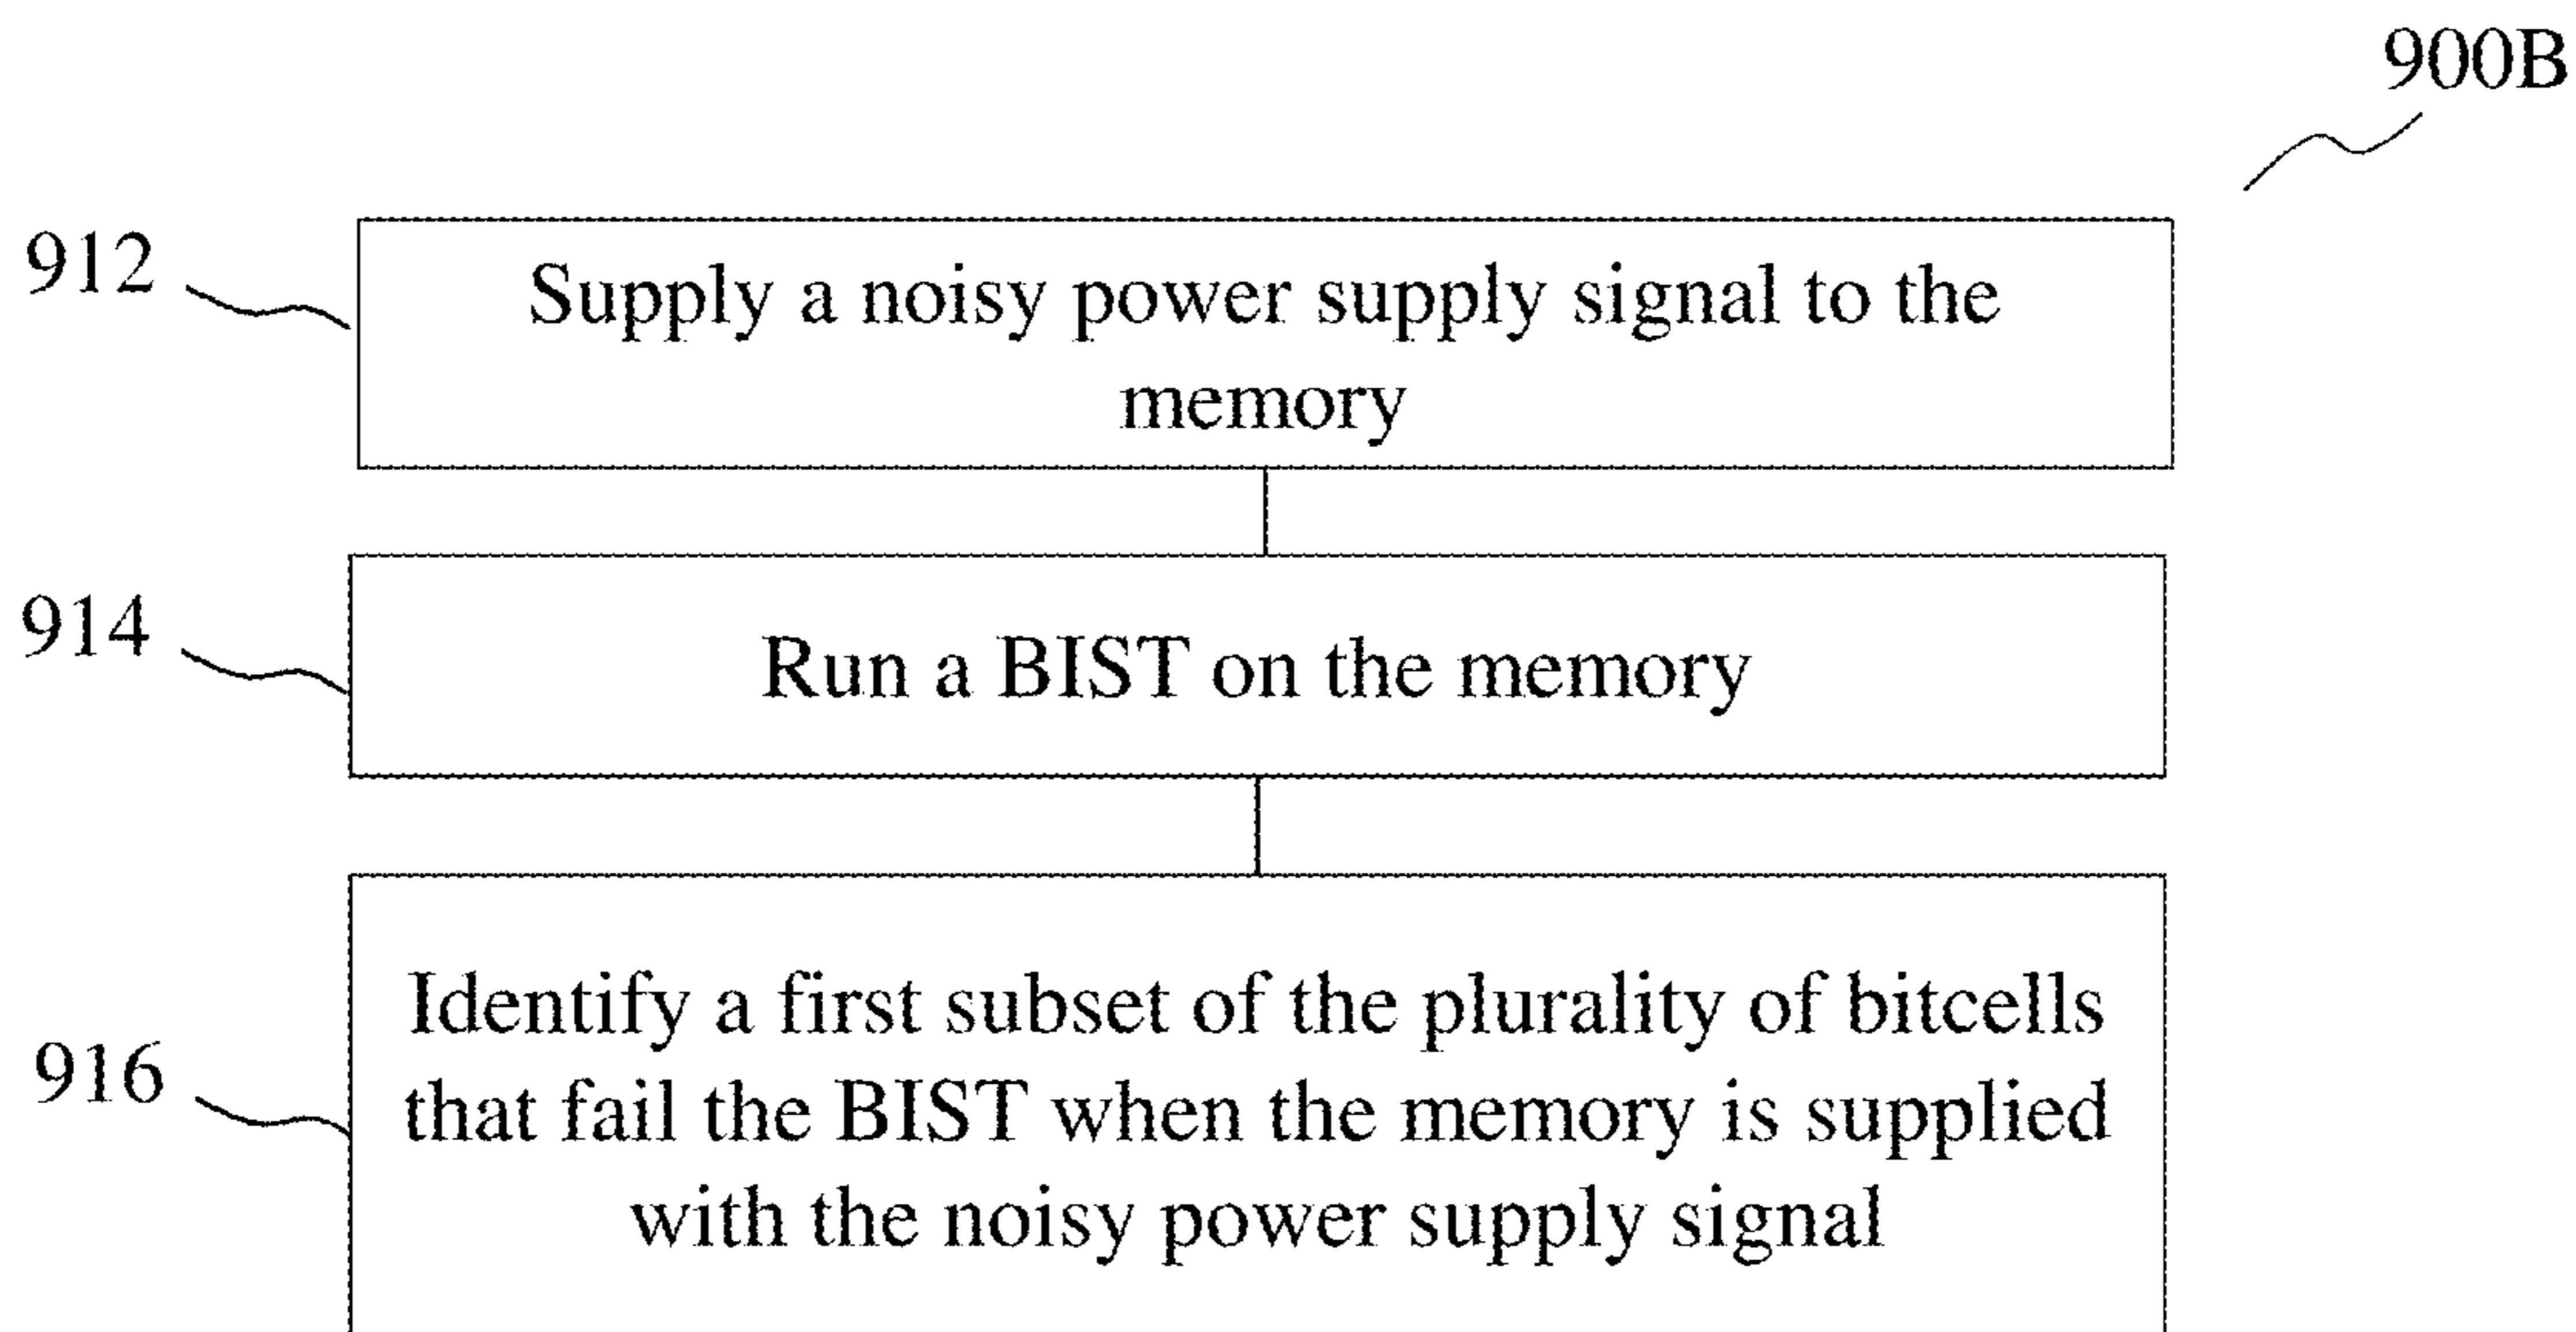 900B
912
Supply a noisy power supply signal to the
memory
914
Run a BIST on the memory
916
Identify a first subset of the plurality of bitcells
that fail the BIST when the memory is supplied
with the noisy power supply signal